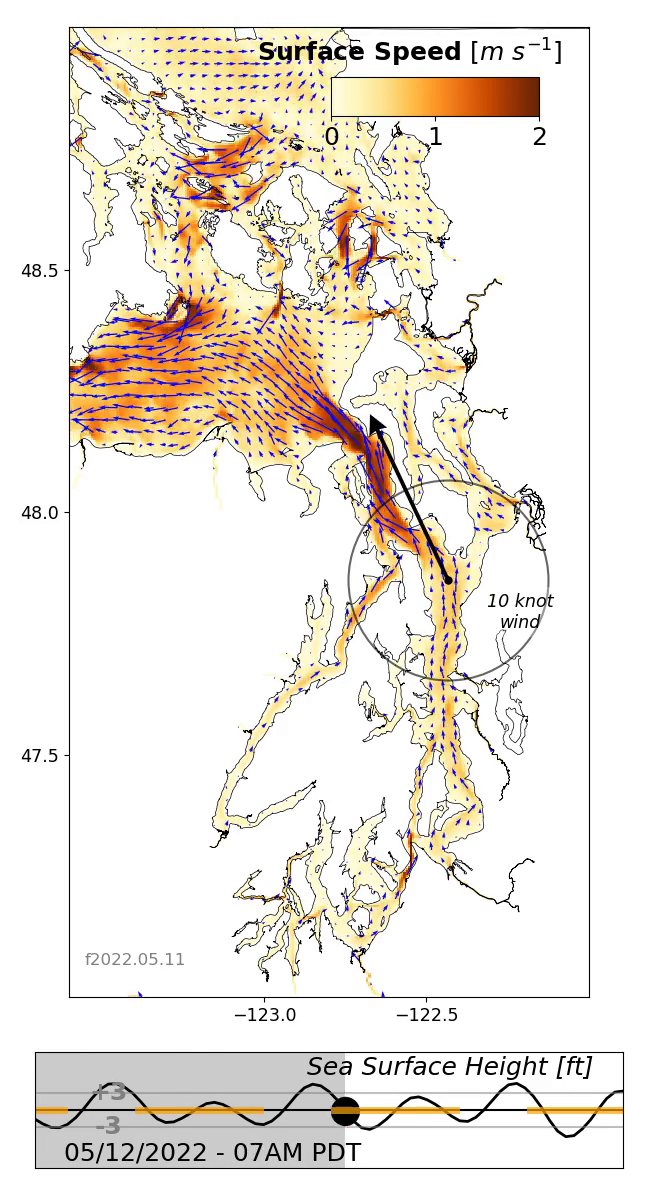 Surface Speed [m s⁻¹]
0 1 2
48.5
48.0
47.5
10 knot
wind
f2022.05.11
−123.0 −122.5
Sea Surface Height [ft]
+3
-3
05/12/2022 - 07AM PDT